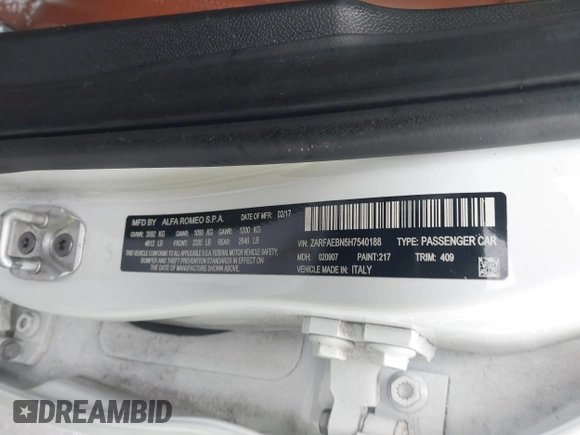 MFD BY ALFA ROMEO S.P.A. DATE OF MFR 02/17
GVWR: 2092 KG GAWR: 1000 KG GAWR: 1200 KG
4612 LB FRONT: 2200 LB REAR: 2646 LB
THIS VEHICLE CONFORMS TO ALL APPLICABLE U.S.A. FEDERAL MOTOR VEHICLE SAFETY,
BUMPER AND THEFT PREVENTION STANDARDS IN EFFECT ON
THE DATE OF MANUFACTURE SHOWN ABOVE.
VIN: ZARFAEBN5H7540188 TYPE: PASSENGER CAR
MDH: 020907 PAINT:217 TRIM: 409
VEHICLE MADE IN: ITALY
DREAMBID